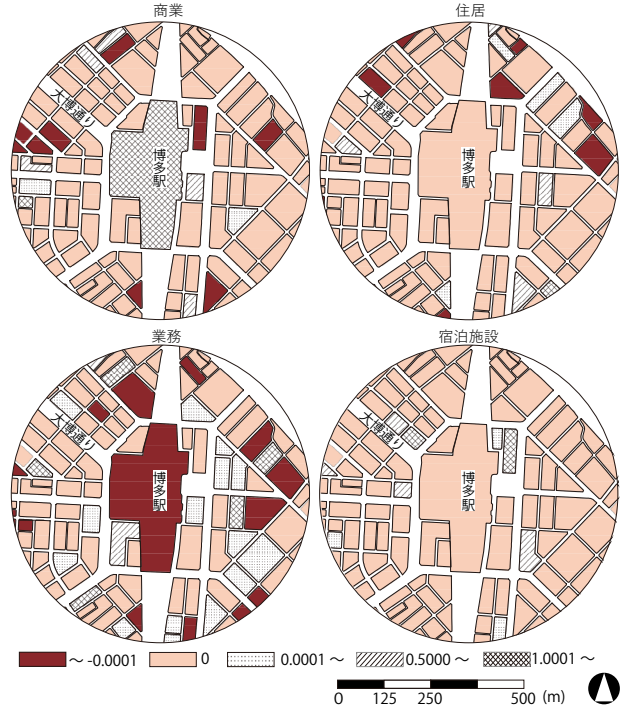 商業
住居
大博通り
博多駅
大博通り
博多駅
業務
宿泊施設
大博通り
博多駅
大博通り
博多駅
～ -0.0001
0
0.0001 ～
0.5000 ～
1.0001 ～
0 125 250 500 (m)